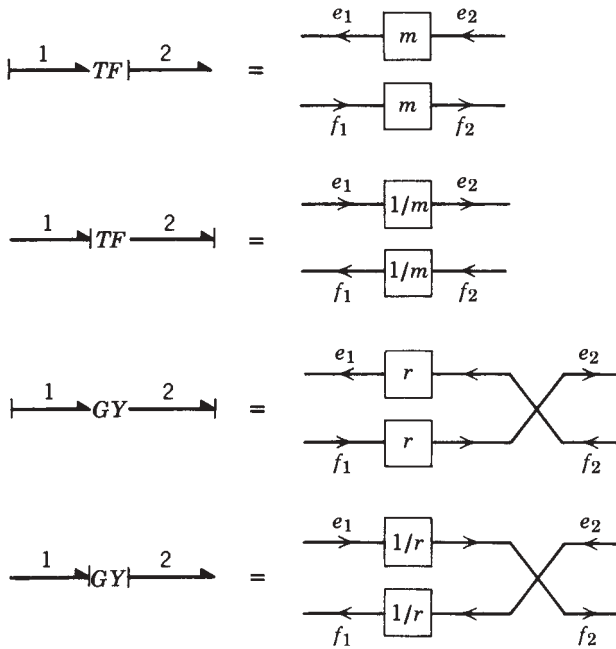 e1 e2
1 TF 2 = m
m
f1 f2
e1 e2
1 TF 2 = 1/m
1/m
f1 f2
e1 e2
r
1 GY 2 =
r
f1 f2
e1 e2
1/r
1 GY 2 =
1/r
f1 f2